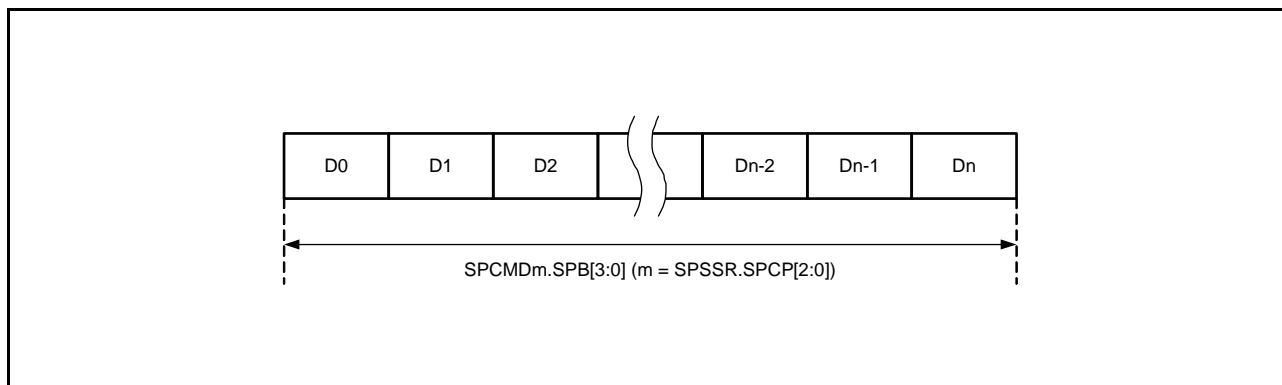 D0 D1 D2 Dn-2 Dn-1 Dn
SPCMDm.SPB[3:0] (m = SPSSR.SPCP[2:0])